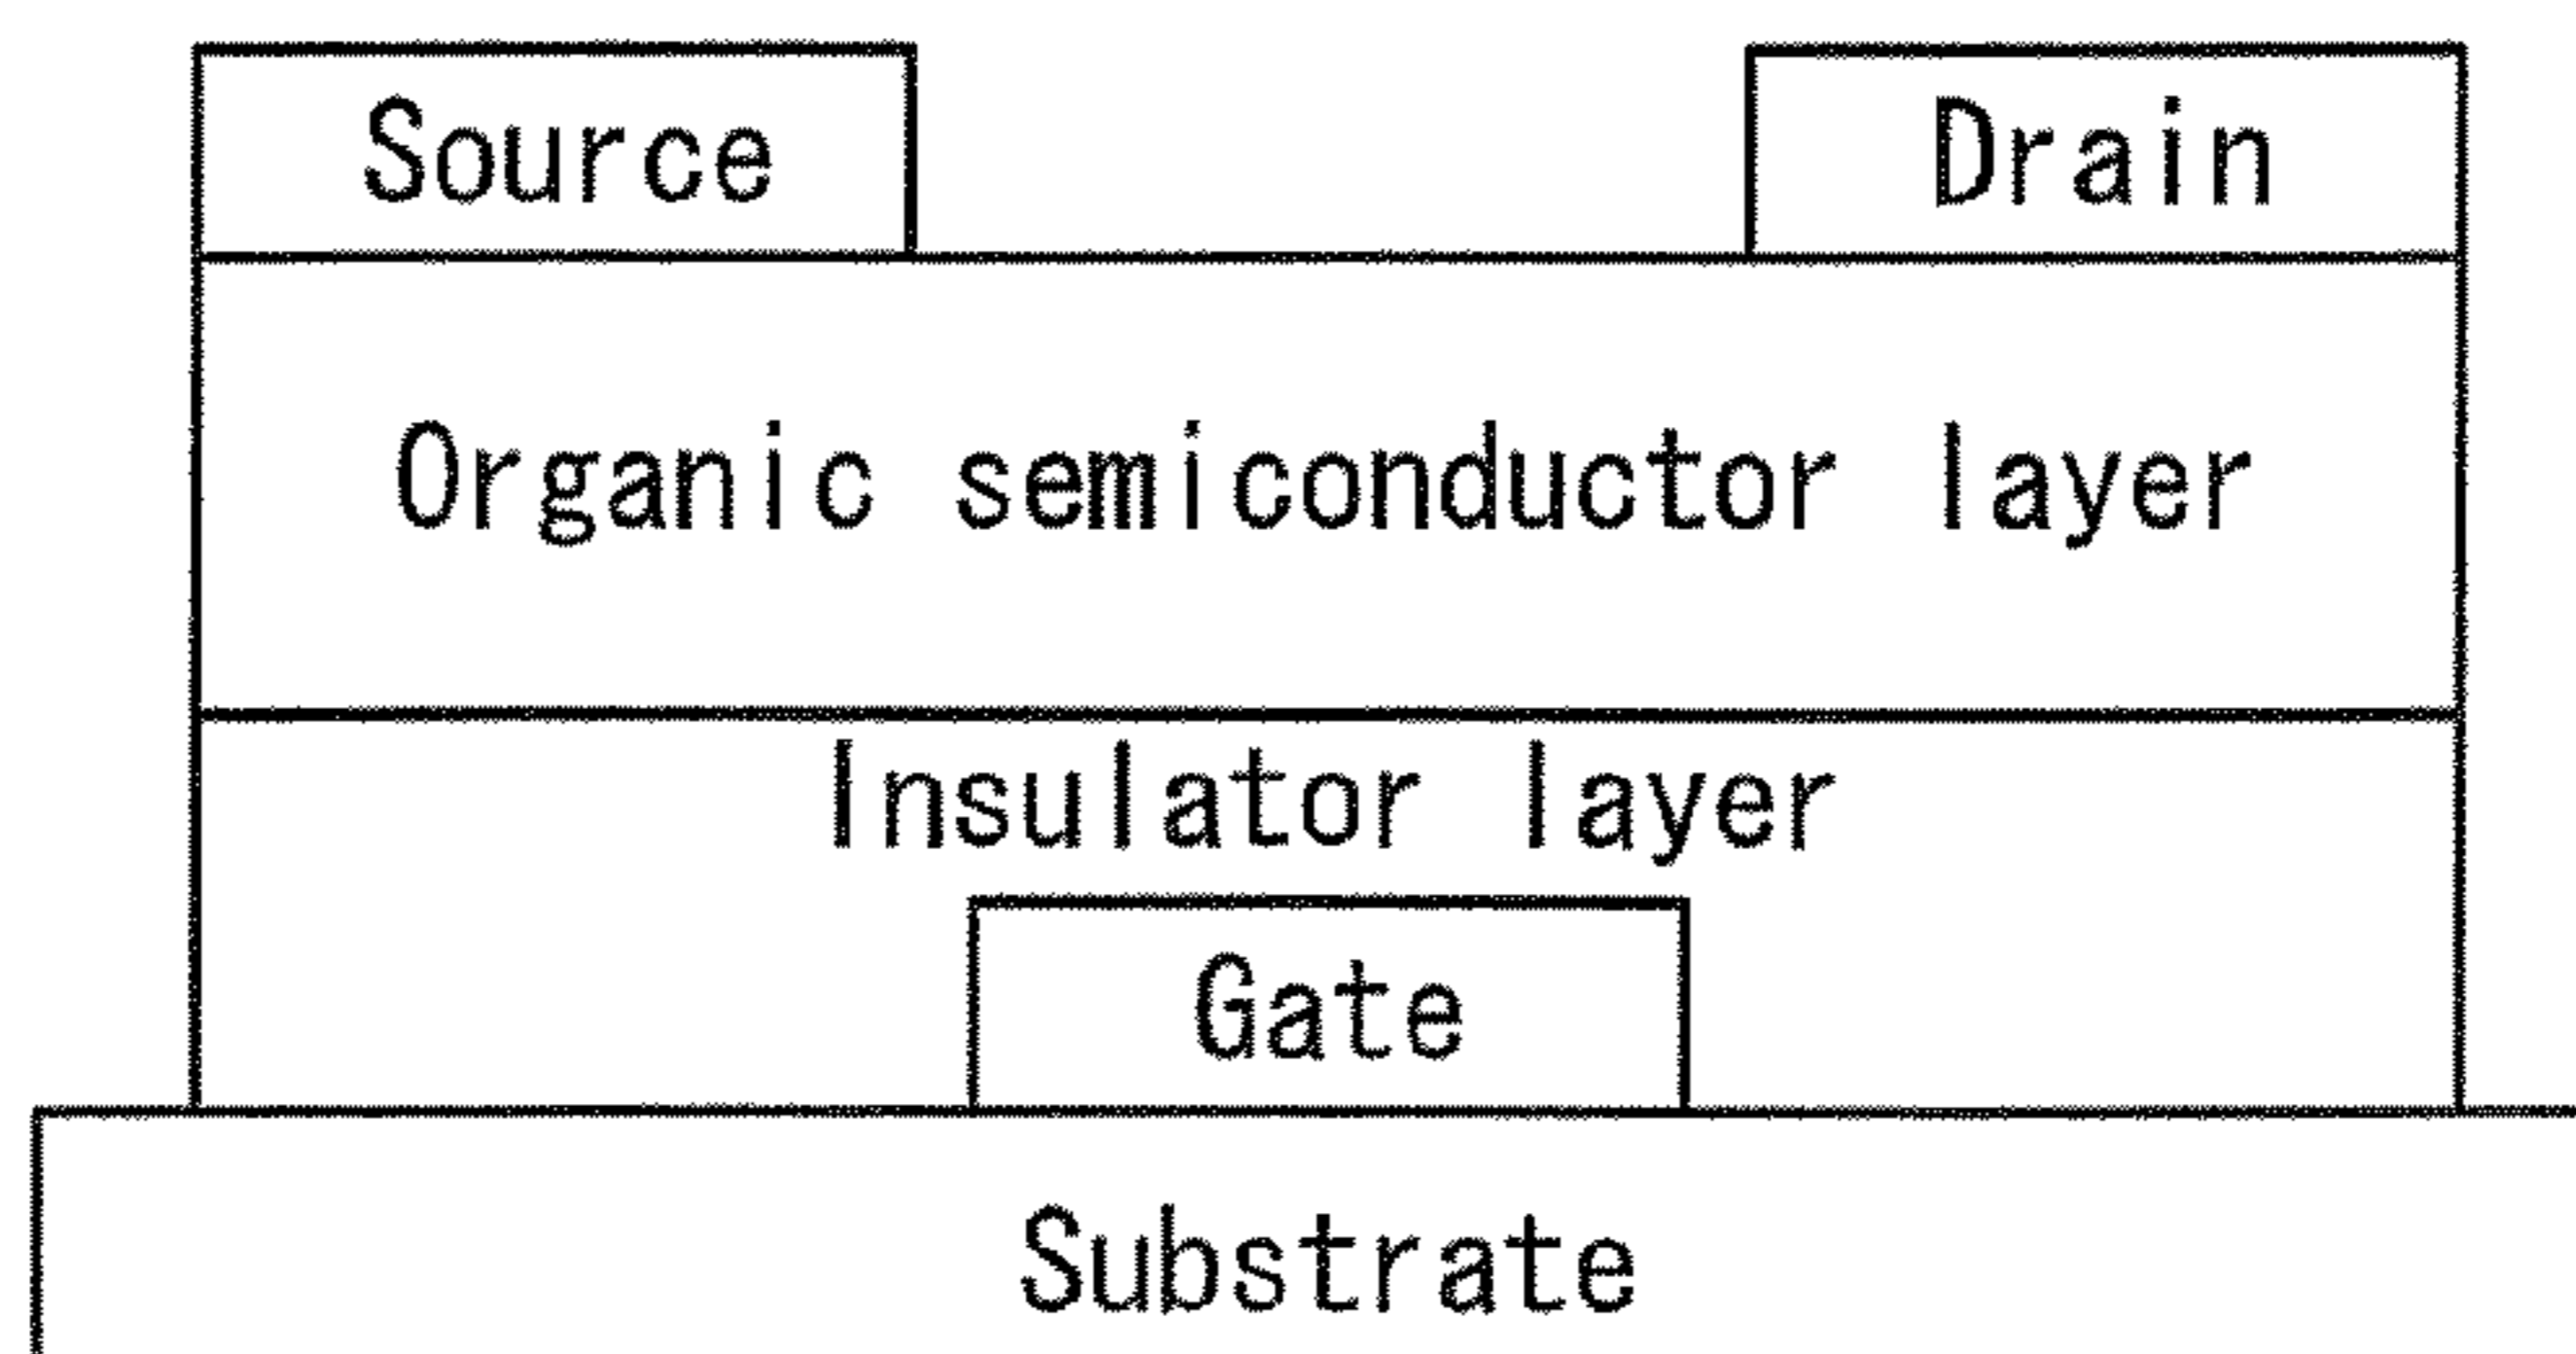 Source
Drain
Organic semiconductor layer
Insulator layer
Gate
Substrate